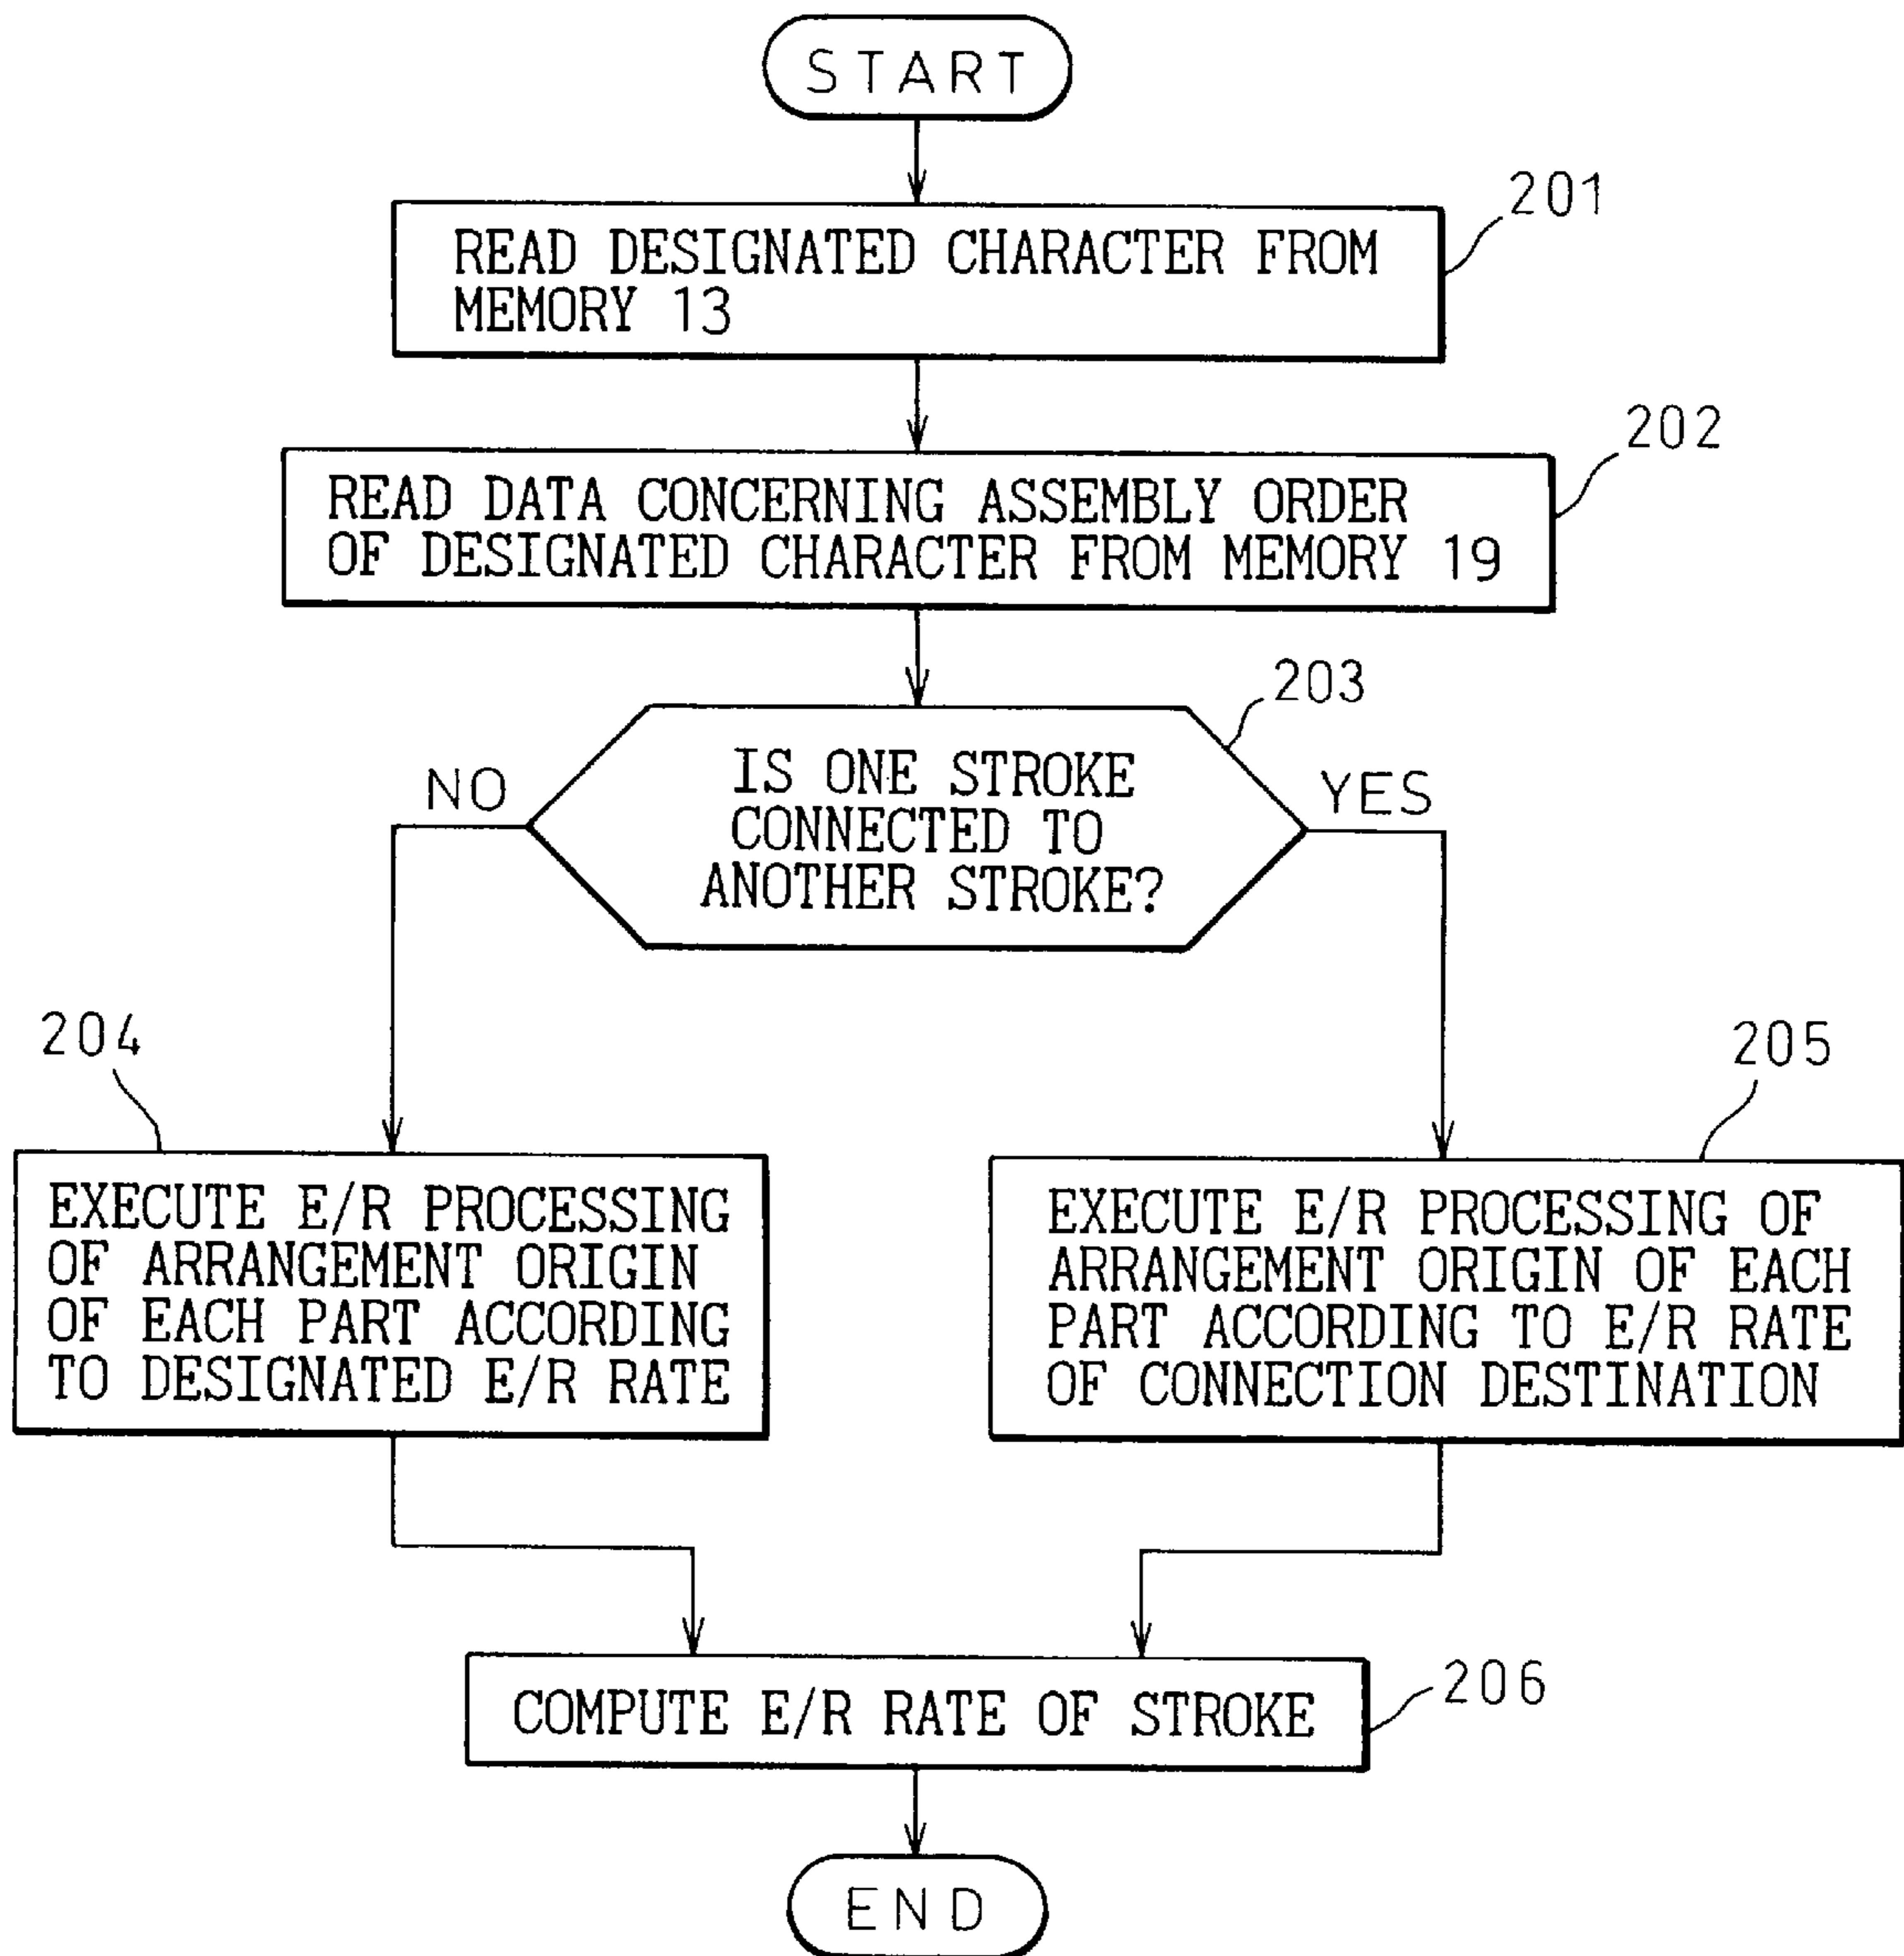 START
201
READ DESIGNATED CHARACTER FROM
MEMORY 13
202
READ DATA CONCERNING ASSEMBLY ORDER
OF DESIGNATED CHARACTER FROM MEMORY 19
203
IS ONE STROKE
CONNECTED TO
ANOTHER STROKE?
NO
YES
204
EXECUTE E/R PROCESSING
OF ARRANGEMENT ORIGIN
OF EACH PART ACCORDING
TO DESIGNATED E/R RATE
205
EXECUTE E/R PROCESSING OF
ARRANGEMENT ORIGIN OF EACH
PART ACCORDING TO E/R RATE
OF CONNECTION DESTINATION
COMPUTE E/R RATE OF STROKE
206
END